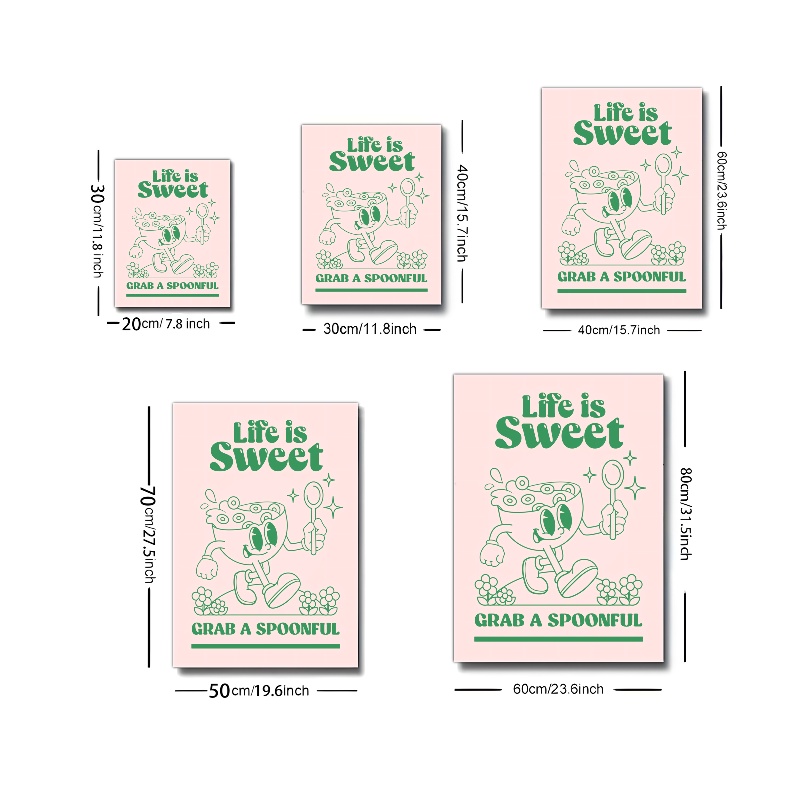 Life is
Sweet
GRAB A SPOONFUL
30cm/11.8 inch
20cm/ 7.8 inch
Life is
Sweet
GRAB A SPOONFUL
40cm/15.7inch
30cm/11.8inch
Life is
Sweet
GRAB A SPOONFUL
60cm/23.6inch
40cm/15.7inch
Life is
Sweet
GRAB A SPOONFUL
70cm/27.5inch
50cm/19.6inch
Life is
Sweet
GRAB A SPOONFUL
80cm/31.5inch
60cm/23.6inch